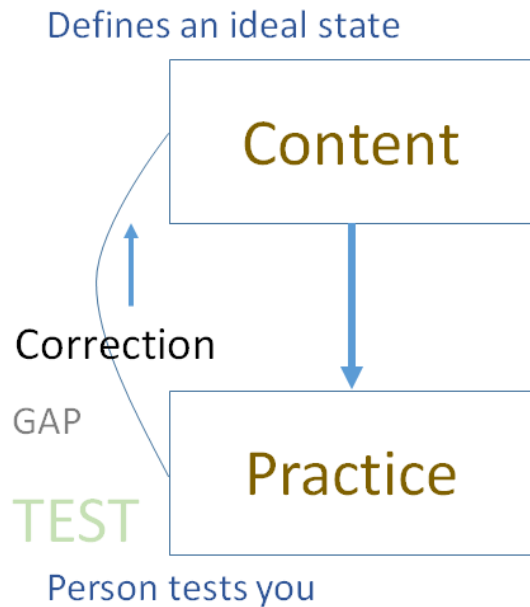 Defines an ideal state
Content
Correction
GAP
Practice
TEST
Person tests you